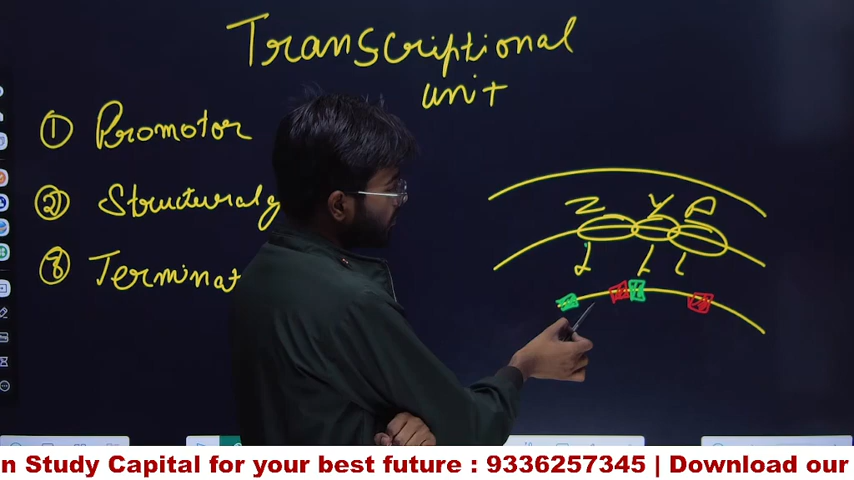 Transcriptional
unit
① Promotor
② Structural g
③ Terminat
Z Y A
n Study Capital for your best future : 9336257345 | Download our